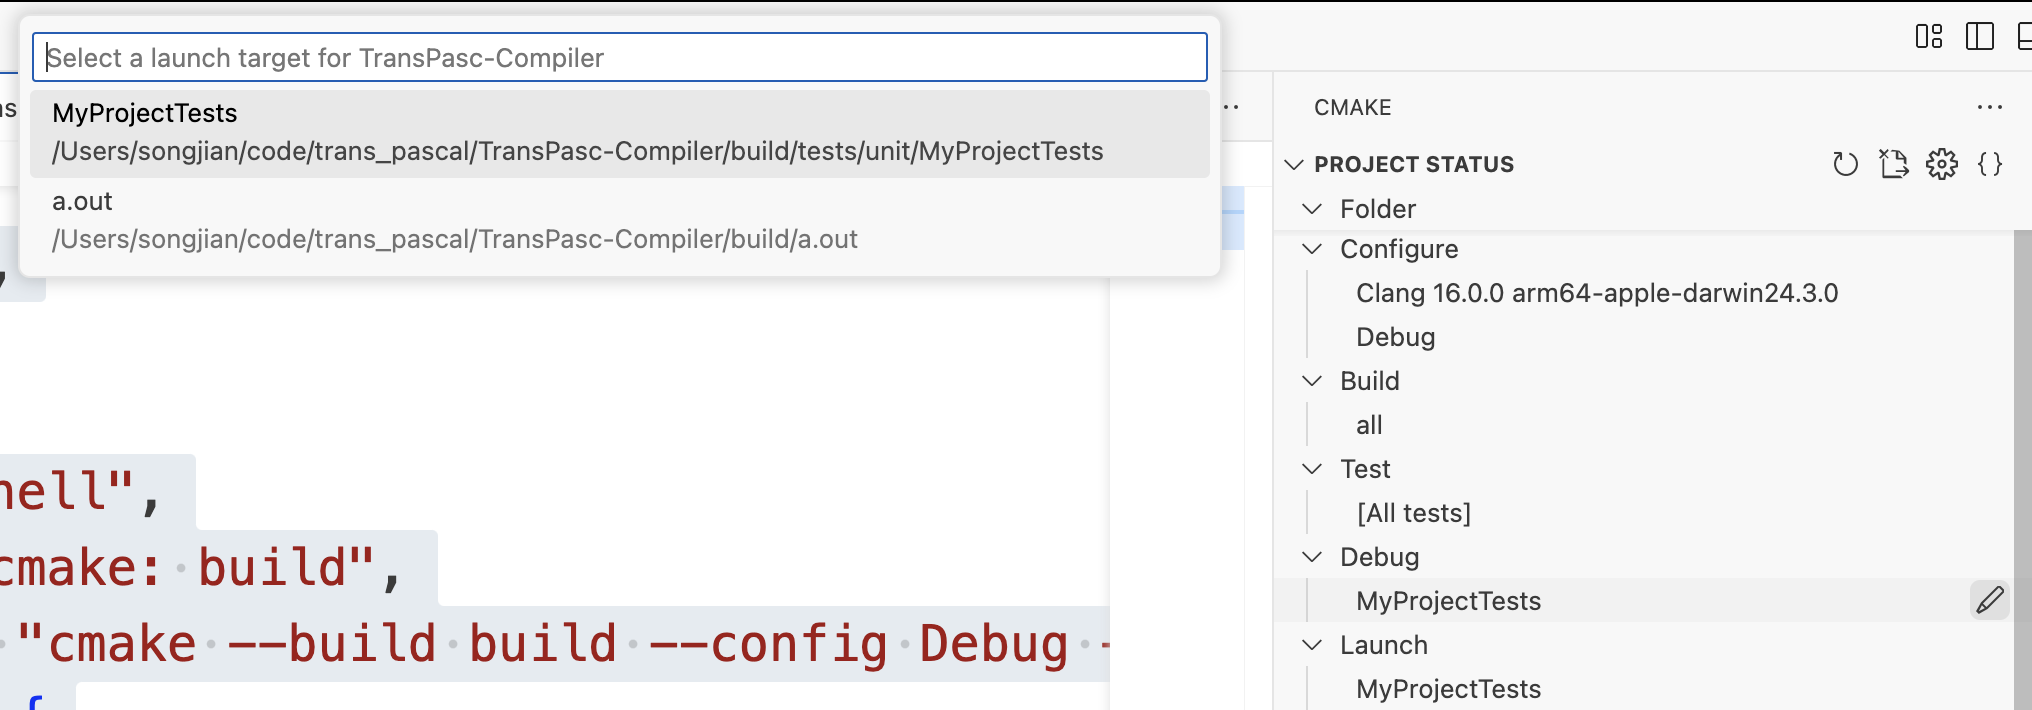 Select a launch target for TransPasc-Compiler
MyProjectTests
/Users/songjian/code/trans_pascal/TransPasc-Compiler/build/tests/unit/MyProjectTests
a.out
/Users/songjian/code/trans_pascal/TransPasc-Compiler/build/a.out
,
hell",
cmake: build",
"cmake --build build --config Debug -
{
CMAKE
PROJECT STATUS
Folder
Configure
Clang 16.0.0 arm64-apple-darwin24.3.0
Debug
Build
all
Test
[All tests]
Debug
MyProjectTests
Launch
MyProjectTests